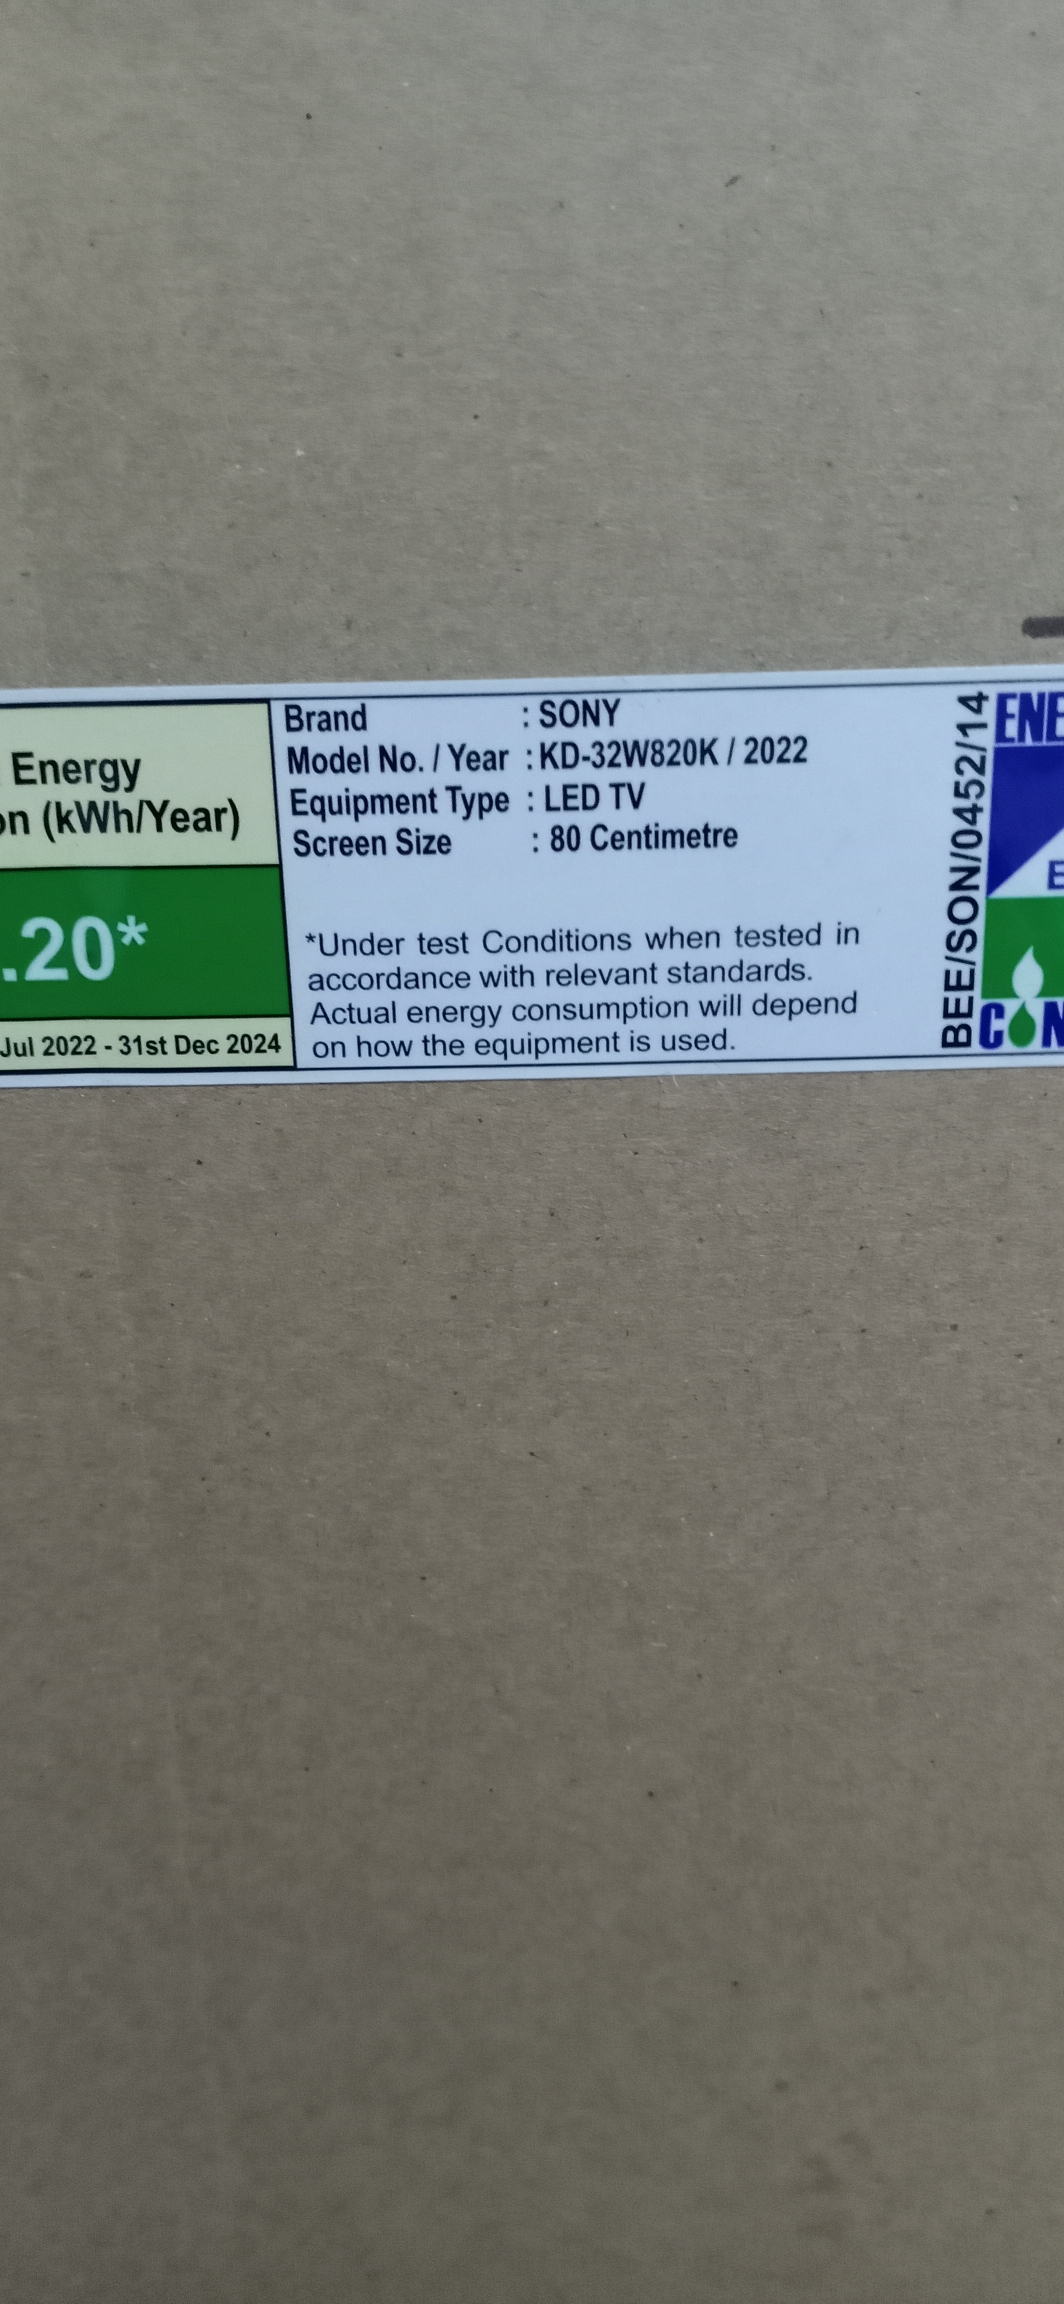 Energy
(kWh/Year)
.20*
Jul 2022 - 31st Dec 2024
Brand : SONY
Model No. / Year : KD-32W820K / 2022
Equipment Type : LED TV
Screen Size : 80 Centimetre
*Under test Conditions when tested in
accordance with relevant standards.
Actual energy consumption will depend
on how the equipment is used.
BEE/SON/0452/14